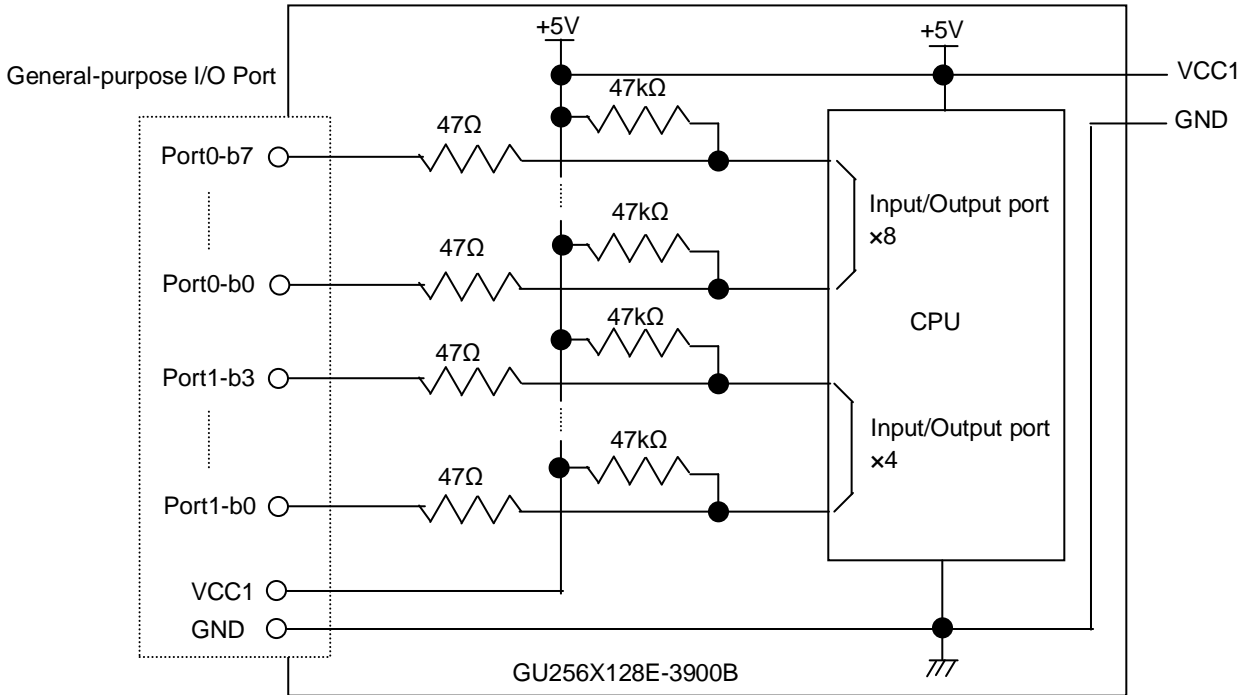 +5V
+5V
General-purpose I/O Port
VCC1
47kΩ
GND
47Ω
Port0-b7
Input/Output port
×8
47kΩ
47Ω
Port0-b0
47kΩ
CPU
47Ω
Port1-b3
Input/Output port
×4
47kΩ
47Ω
Port1-b0
VCC1
GND
GU256X128E-3900B